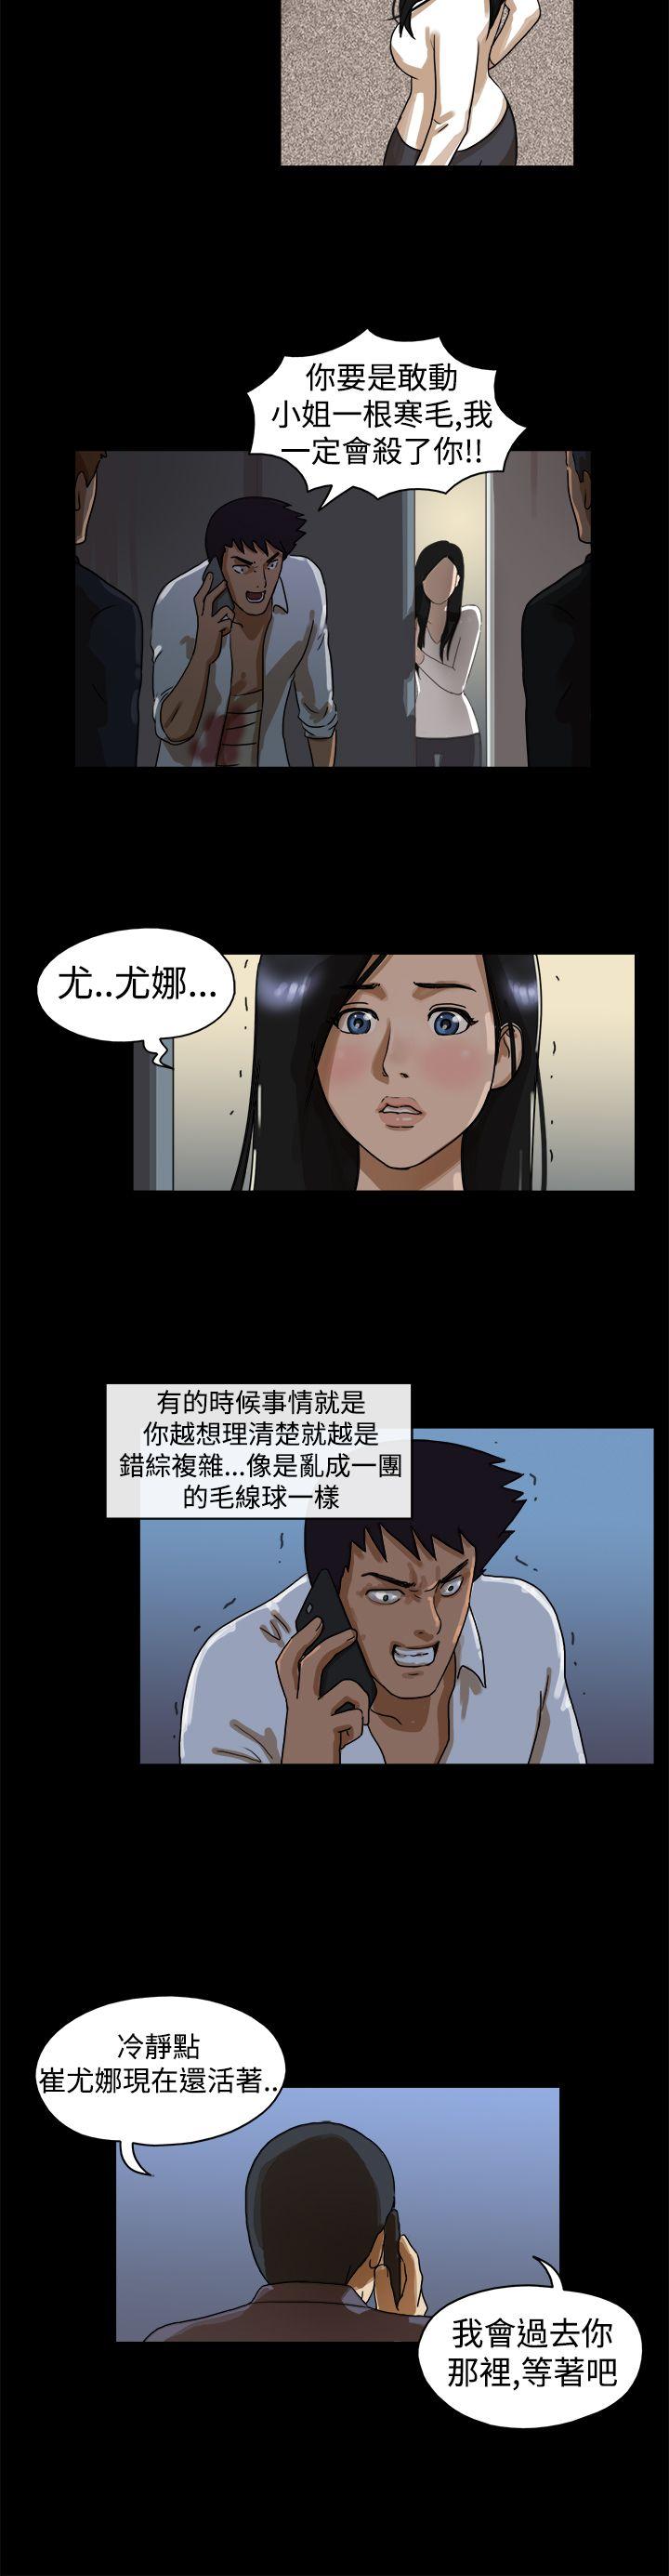 你要是敢動
小姐一根寒毛,我
一定會殺了你!!
尤..尤娜...
有的時候事情就是
你越想理清楚就越是
錯綜複雜...像是亂成一團
的毛線球一樣
冷靜點
崔尤娜現在還活著..
我會過去你
那裡,等著吧